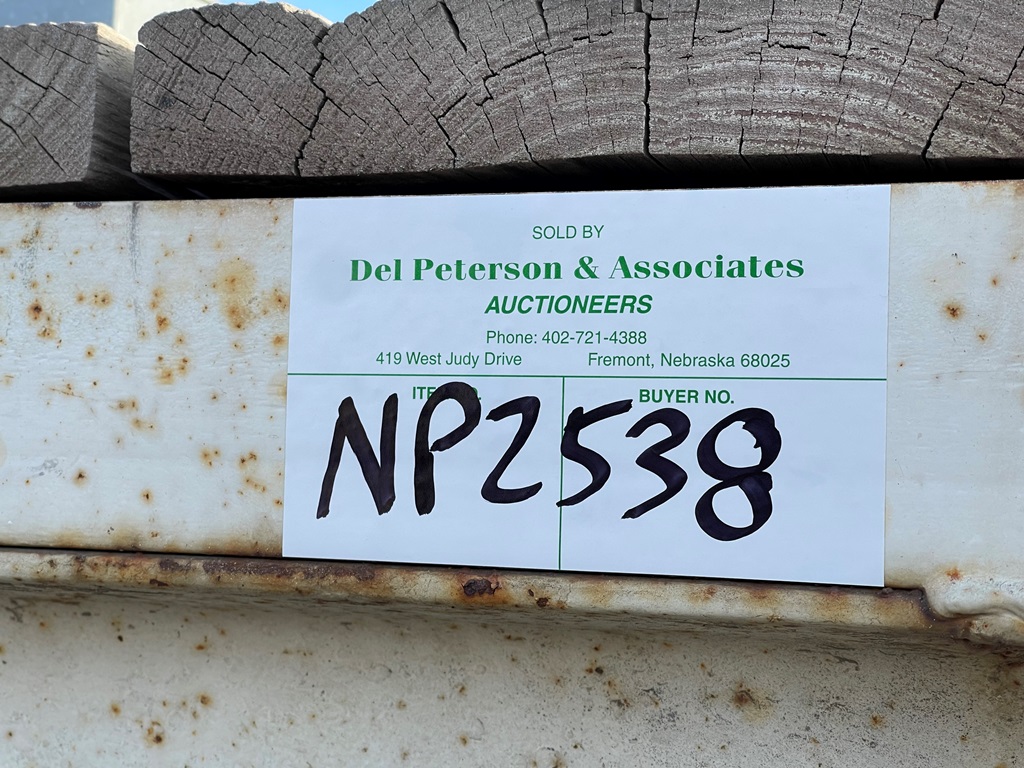 SOLD BY
Del Peterson & Associates
AUCTIONEERS
Phone: 402-721-4388
419 West Judy Drive Fremont, Nebraska 68025
BUYER NO.
NP2538